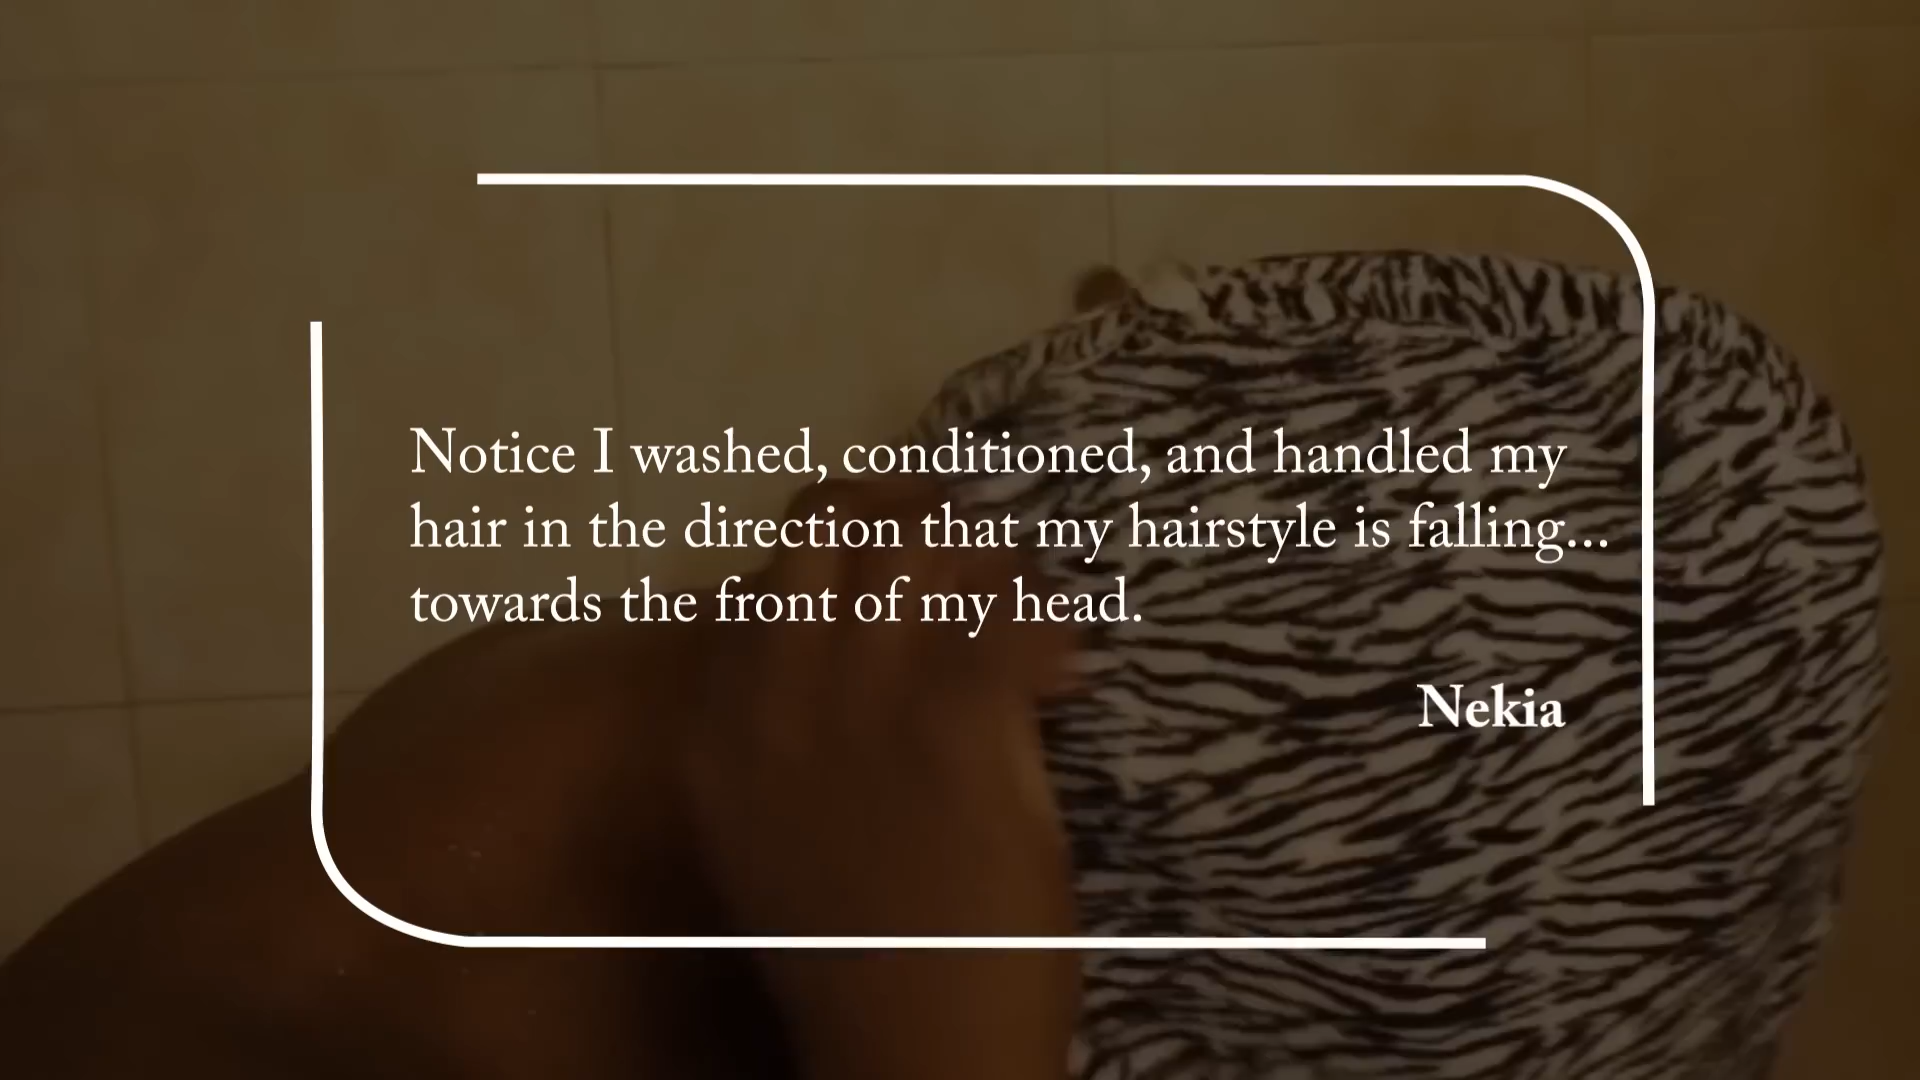 Notice I washed, conditioned, and handled my
hair in the direction that my hairstyle is falling...
towards the front of my head.
Nekia